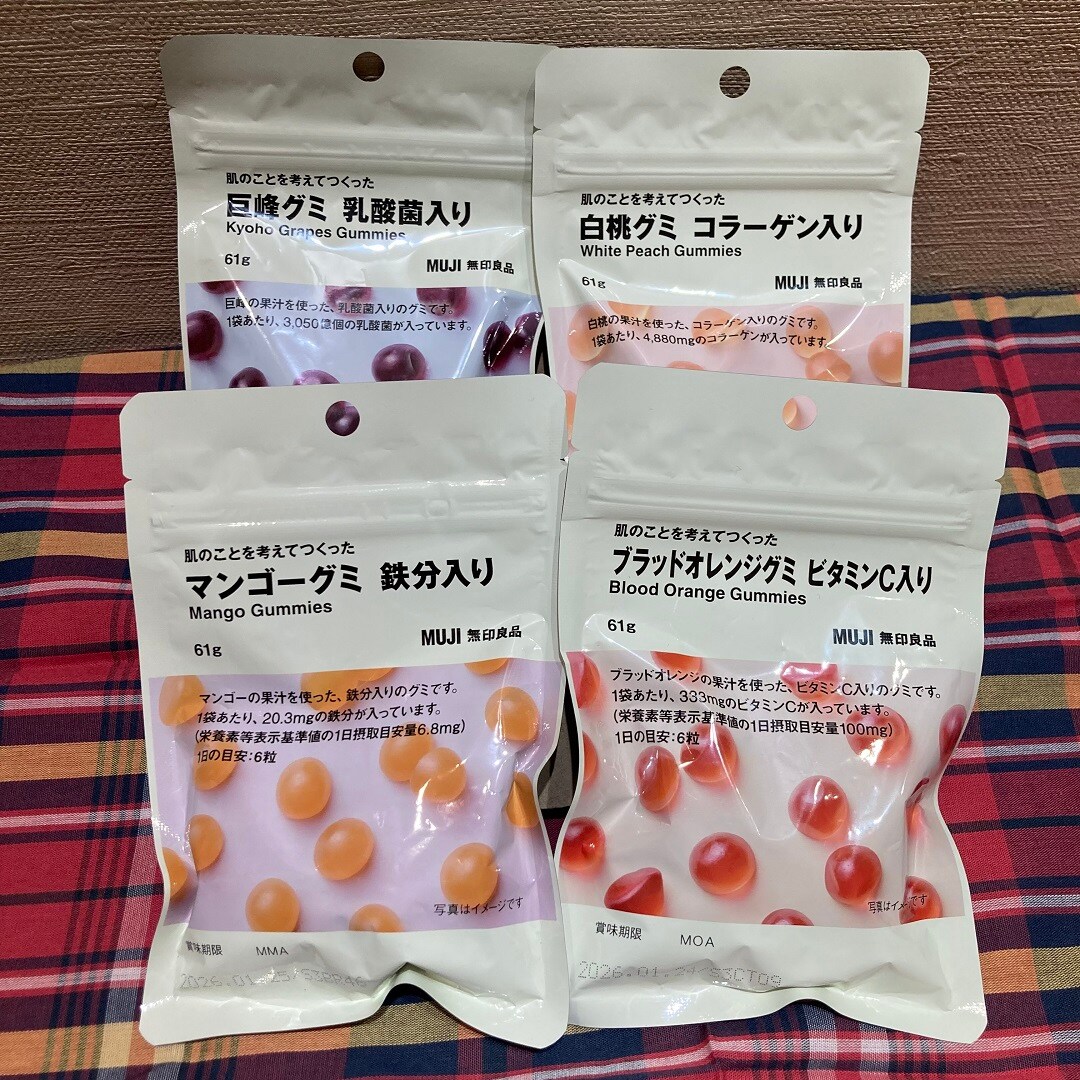 肌のことを考えてつくった
巨峰グミ 乳酸菌入り
Kyoho Grapes Gummies
61g
MUJI 無印良品
巨峰の果汁を使った、乳酸菌入りのグミです。
1袋あたり、3,050億個の乳酸菌が入っています。
肌のことを考えてつくった
白桃グミ コラーゲン入り
White Peach Gummies
61g
MUJI 無印良品
白桃の果汁を使った、コラーゲン入りのグミです。
1袋あたり、4,880mgのコラーゲンが入っています。
肌のことを考えてつくった
マンゴーグミ 鉄分入り
Mango Gummies
61g
MUJI 無印良品
マンゴーの果汁を使った、鉄分入りのグミです。
1袋あたり、20.3mgの鉄分が入っています。
(栄養素等表示基準値の1日摂取目安量6.8mg)
1日の目安:6粒
写真はイメージです
賞味期限 MMA
肌のことを考えてつくった
ブラッドオレンジグミ ビタミンC入り
Blood Orange Gummies
61g
MUJI 無印良品
ブラッドオレンジの果汁を使った、ビタミンC入りのグミです。
1袋あたり、333mgのビタミンCが入っています。
(栄養素等表示基準値の1日摂取目安量100mg)
1日の目安:6粒
写真はイメージです
賞味期限 MOA